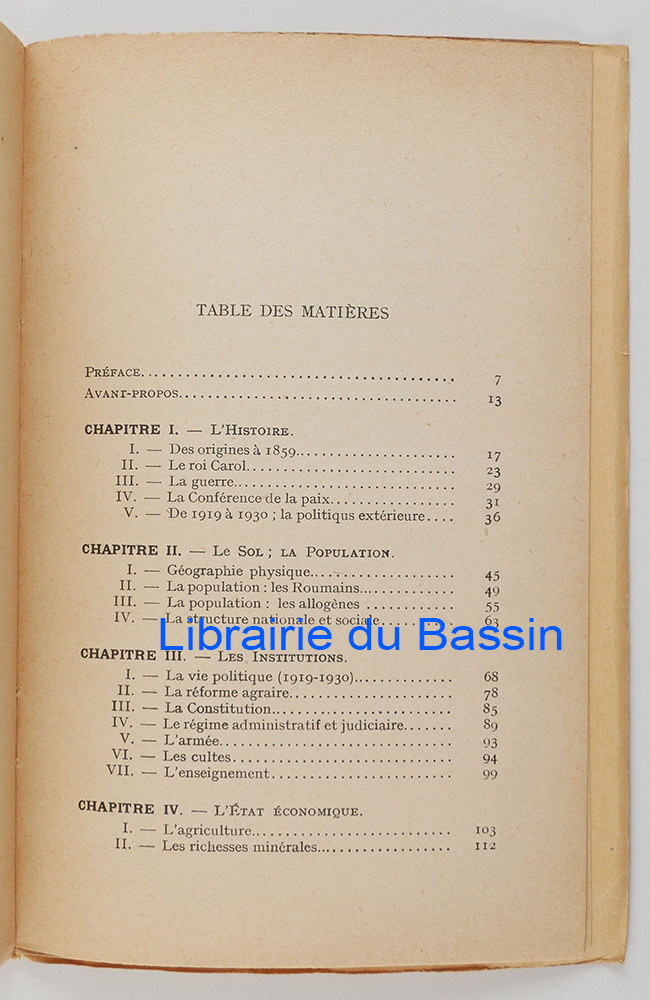 TABLE DES MATIÈRES
PRÉFACE........................................ 7
AVANT-PROPOS................................... 13
CHAPITRE I. — L'HISTOIRE.
I. — Des origines à 1859...................... 17
II. — Le roi Carol........................... 23
III. — La guerre............................. 29
IV. — La Conférence de la paix................ 31
V. — De 1919 à 1930 ; la politiqus extérieure.... 36
CHAPITRE II. — LE SOL ; LA POPULATION.
I. — Géographie physique.................... 45
II. — La population : les Roumains............ 49
III. — La population : les allogènes ............ 55
IV. — La structure nationale et sociale.......... 63
Librairie du Bassin
CHAPITRE III. — LES INSTITUTIONS.
I. — La vie politique (1919-1930)............. 68
II. — La réforme agraire..................... 78
III. — La Constitution....................... 85
IV. — Le régime administratif et judiciaire....... 89
V. — L'armée............................... 93
VI. — Les cultes............................. 94
VII. — L'enseignement....................... 99
CHAPITRE IV. — L'ÉTAT ÉCONOMIQUE.
I. — L'agriculture.......................... 103
II. — Les richesses minérales................. 112